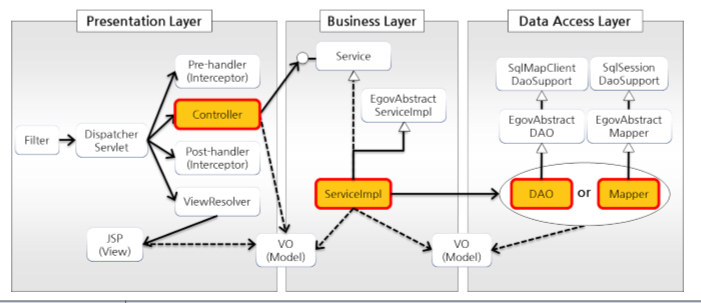 Presentation Layer
Business Layer
Data Access Layer
Pre-handler
(Interceptor)
Service
SqlMapClient
DaoSupport
SqlSession
DaoSupport
Controller
EgovAbstract
ServiceImpl
EgovAbstract
DAO
EgovAbstract
Mapper
Filter
Dispatcher
Servlet
Post-handler
(Interceptor)
ViewResolver
ServiceImpl
DAO
or
Mapper
JSP
(View)
VO
(Model)
VO
(Model)